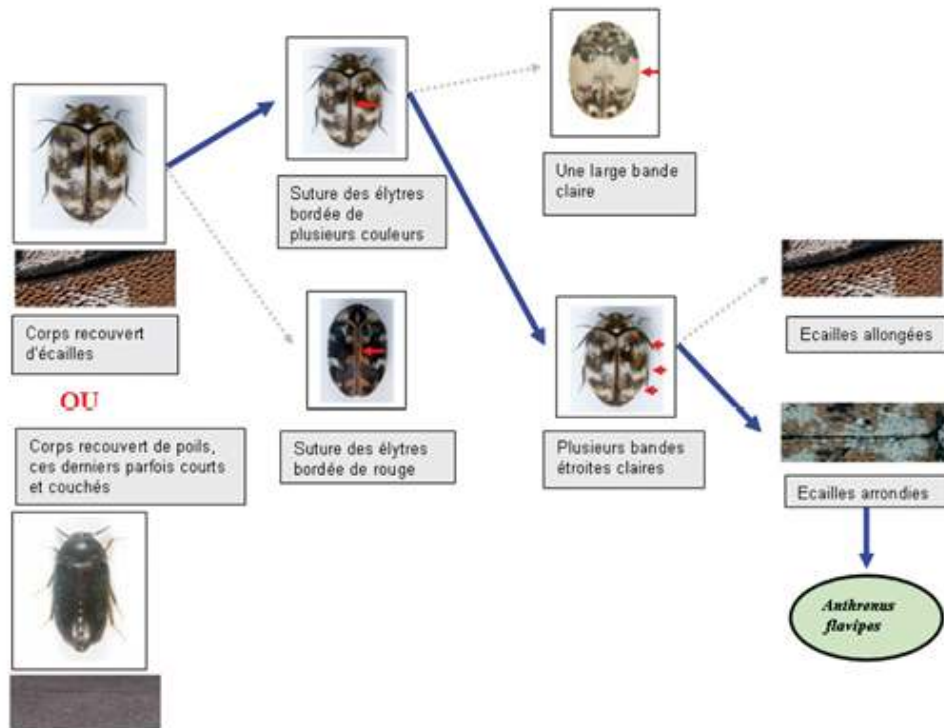 Corps recouvert
d'écailles
OU
Corps recouvert de poils,
ces derniers parfois courts
et couchés
Suture des élytres
bordée de
plusieurs couleurs
Suture des élytres
bordée de rouge
Une large bande
claire
Plusieurs bandes
étroites claires
Ecailles allongées
Ecailles arrondies
Anthrenus
flavipes